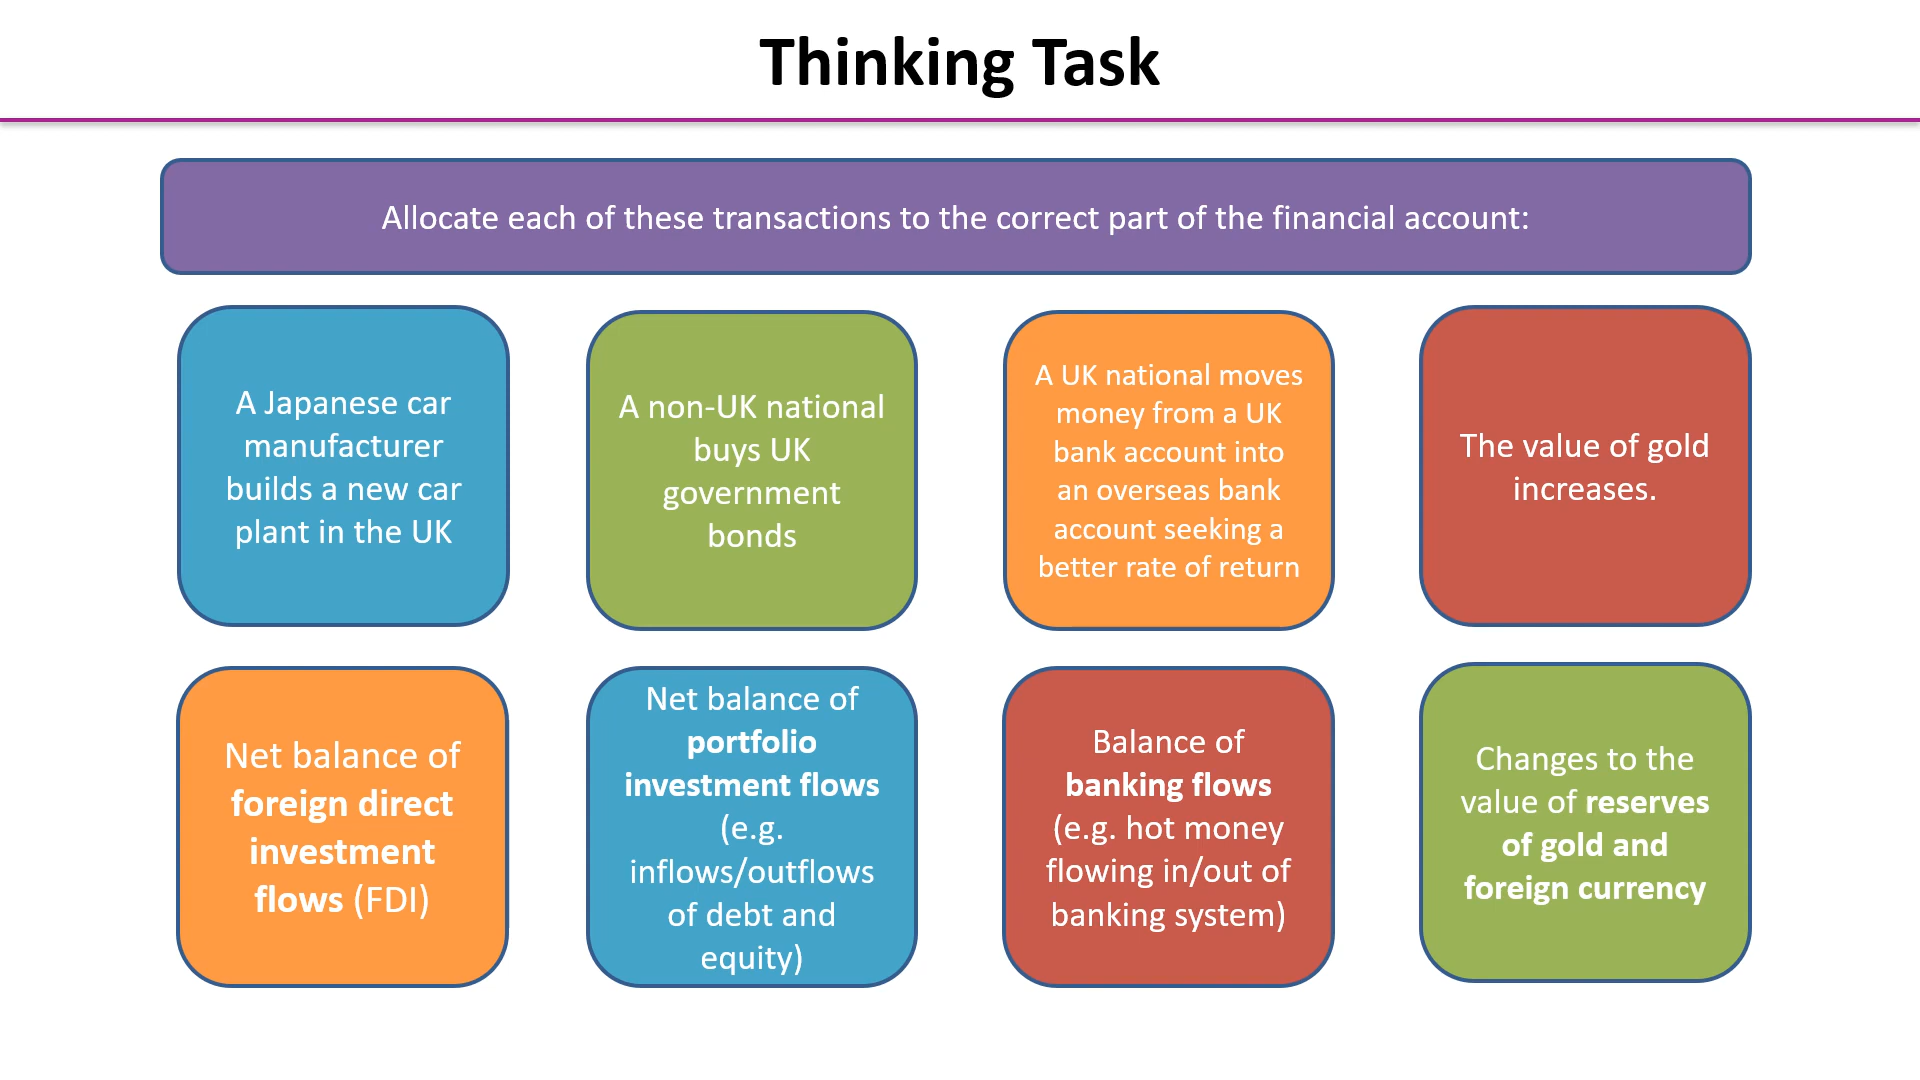 Thinking Task
Allocate each of these transactions to the correct part of the financial account:
A Japanese car
manufacturer
builds a new car
plant in the UK
A non-UK national
buys UK
government
bonds
A UK national moves
money from a UK
bank account into
an overseas bank
account seeking a
better rate of return
The value of gold
increases.
Net balance of
foreign direct
investment
flows (FDI)
Net balance of
portfolio
investment flows
(e.g.
inflows/outflows
of debt and
equity)
Balance of
banking flows
(e.g. hot money
flowing in/out of
banking system)
Changes to the
value of reserves
of gold and
foreign currency